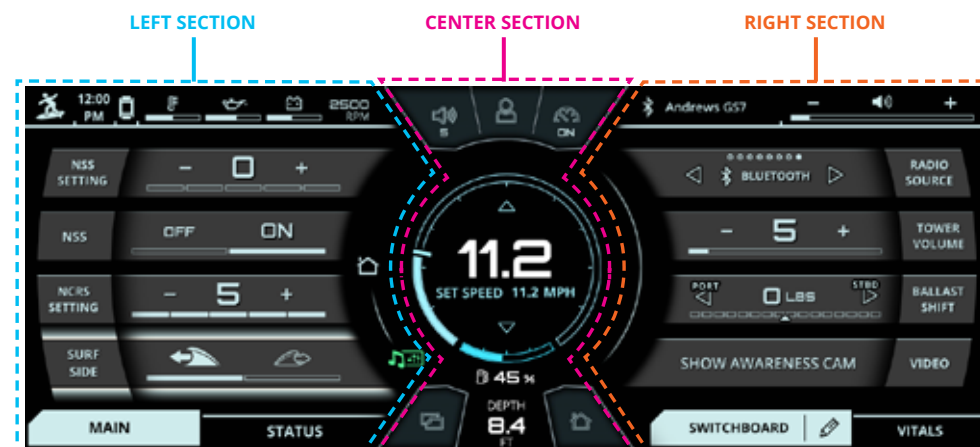 LEFT SECTION
CENTER SECTION
RIGHT SECTION
12:00
PM
2500
RPM
5
ON
Andrews GS7
-
+
NSS
SETTING
- 0 +
NSS
OFF ON
NCRS
SETTING
- 5 +
SURF
SIDE
MAIN
STATUS
11.2
SET SPEED 11.2 MPH
45 %
DEPTH
8.4
FT
BLUETOOTH
RADIO
SOURCE
- 5 +
TOWER
VOLUME
PORT
0 LBS
STBD
BALLAST
SHIFT
SHOW AWARENESS CAM
VIDEO
SWITCHBOARD
VITALS